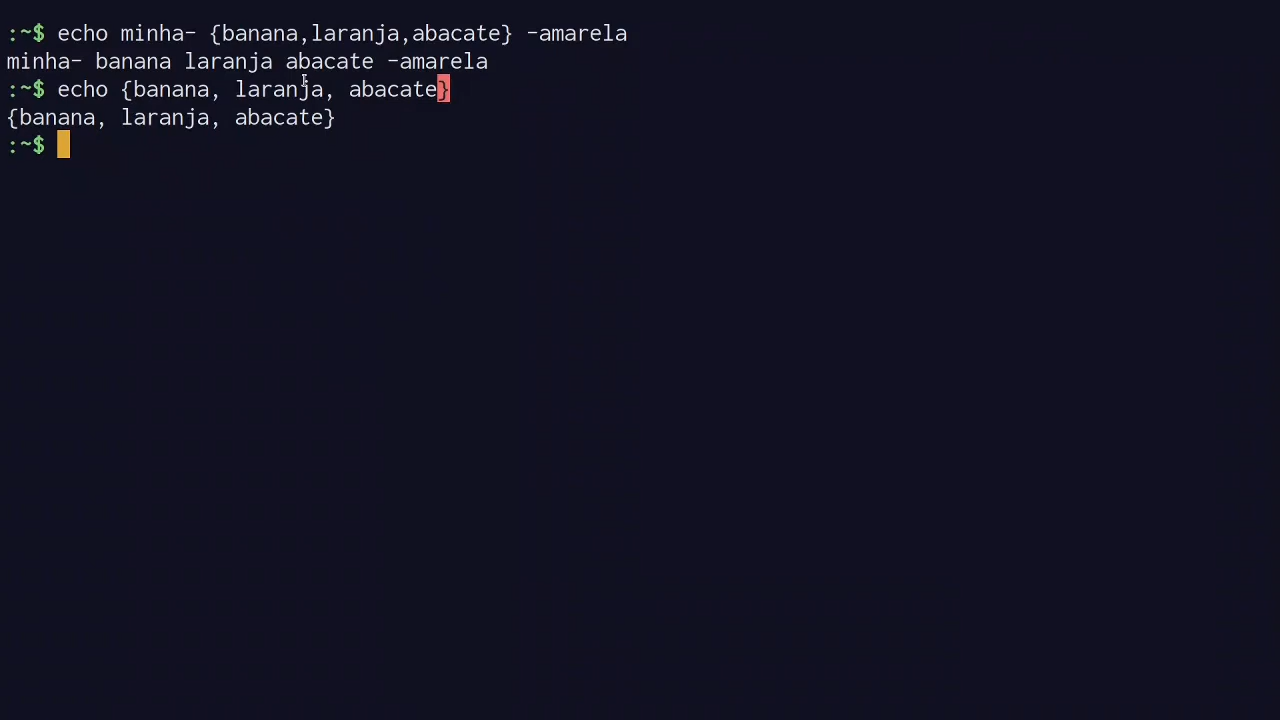 :~$ echo minha- {banana,laranja,abacate} -amarela
minha- banana laranja abacate -amarela
:~$ echo {banana, laranja, abacate}
{banana, laranja, abacate}
:~$